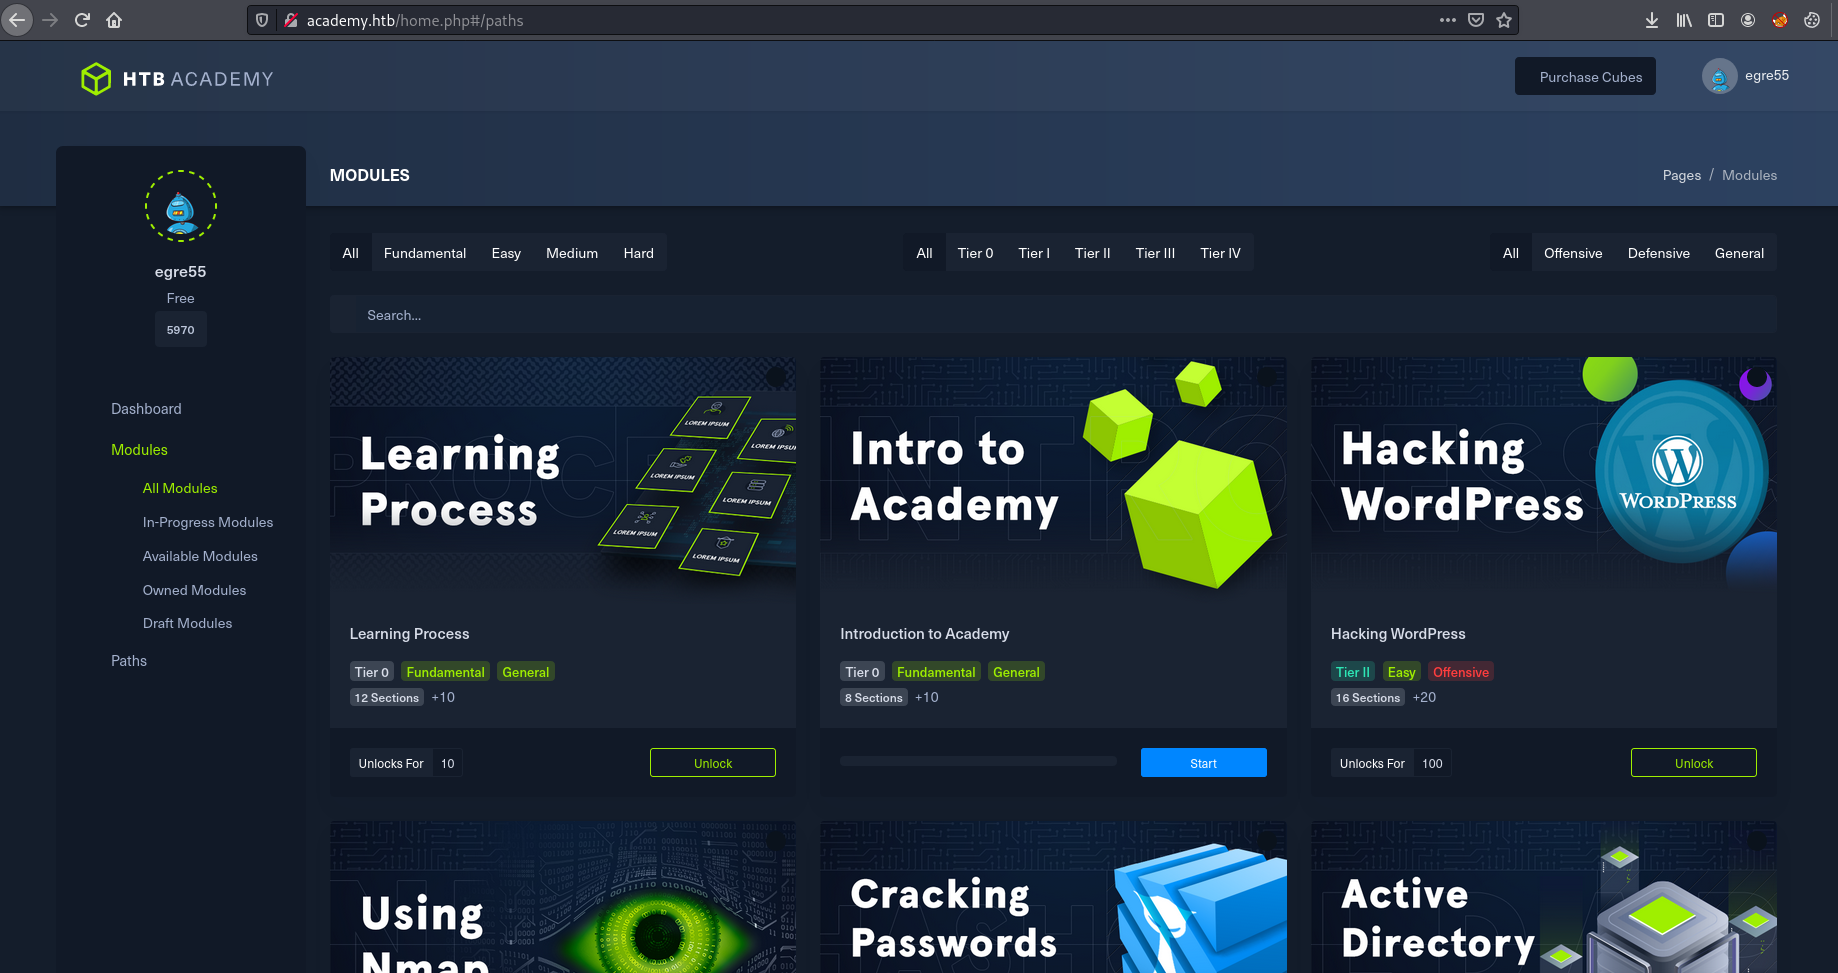 academy.htb/home.php#/paths
HTB ACADEMY
Purchase Cubes
egre55
MODULES
Pages / Modules
egre55
Free
5970
Dashboard
Modules
All Modules
In-Progress Modules
Available Modules
Owned Modules
Draft Modules
Paths
All Fundamental Easy Medium Hard
All Tier 0 Tier I Tier II Tier III Tier IV
All Offensive Defensive General
Search...
Learning
Process
LOREM IPSUM
LOREM IPSUM
LOREM IPSUM
LOREM IPSUM
LOREM IPSUM
LOREM IPSUM
Learning Process
Tier 0 Fundamental General
12 Sections +10
Unlocks For 10
Unlock
Intro to
Academy
Introduction to Academy
Tier 0 Fundamental General
8 Sections +10
Start
Hacking
WordPress
WORDPRESS
Hacking WordPress
Tier II Easy Offensive
16 Sections +20
Unlocks For 100
Unlock
Using
Nmap
Cracking
Passwords
Active
Directory